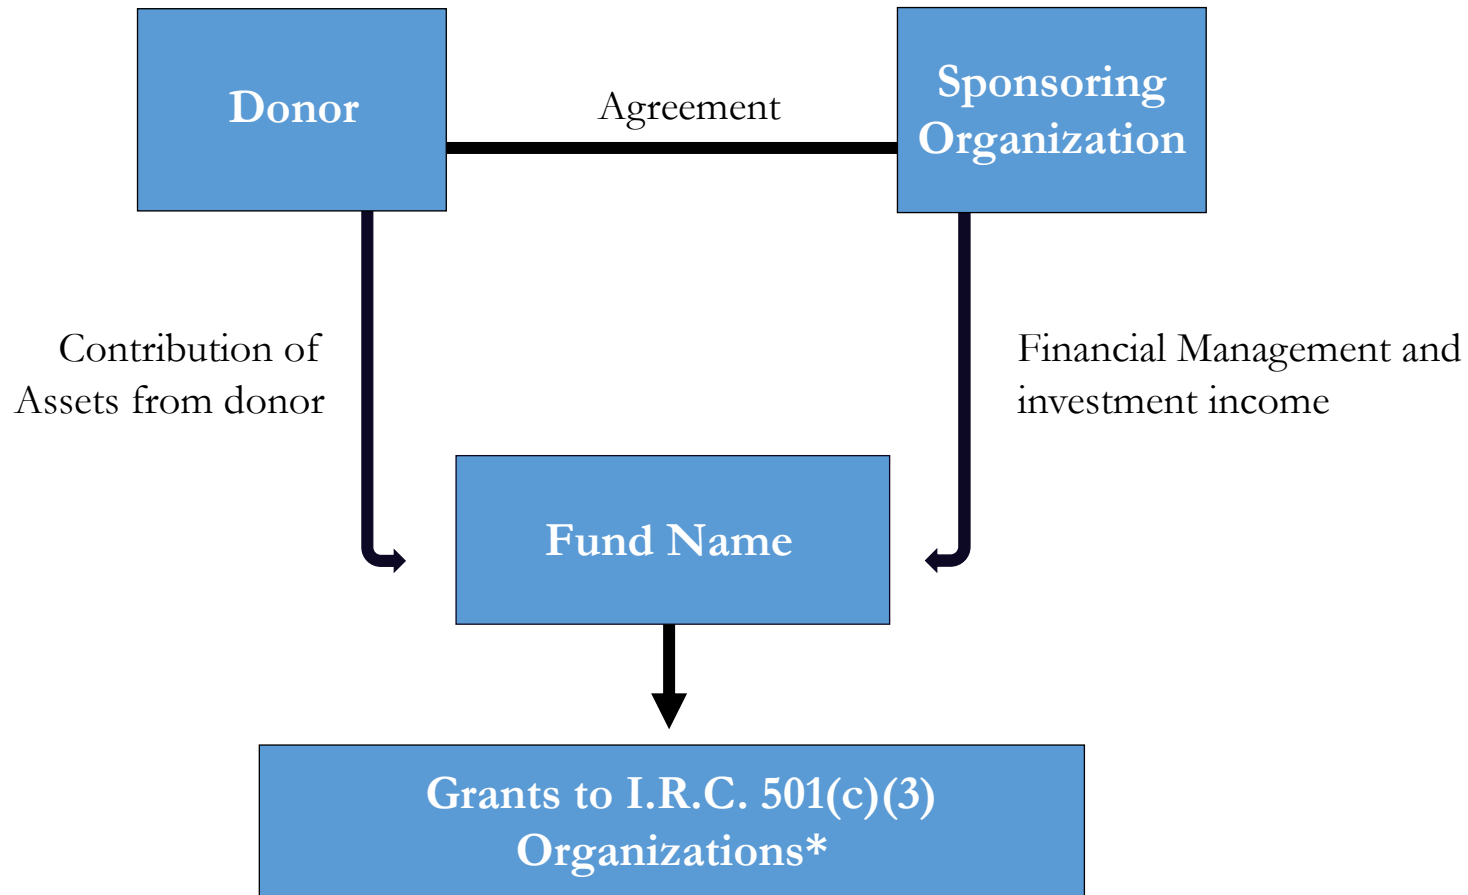 Donor
Agreement
Sponsoring
Organization
Contribution of
Assets from donor
Financial Management and
investment income
Fund Name
Grants to I.R.C. 501(c)(3)
Organizations*